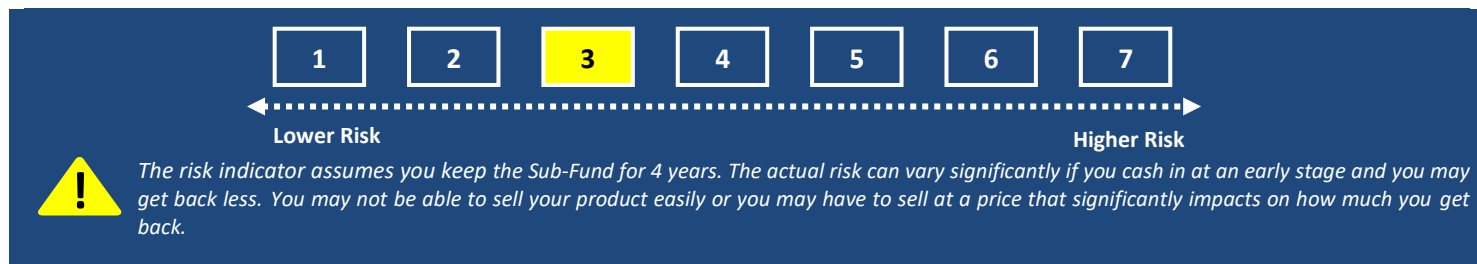 1 2 3 4 5 6 7
Lower Risk Higher Risk
The risk indicator assumes you keep the Sub-Fund for 4 years. The actual risk can vary significantly if you cash in at an early stage and you may
! get back less. You may not be able to sell your product easily or you may have to sell at a price that significantly impacts on how much you get
back.